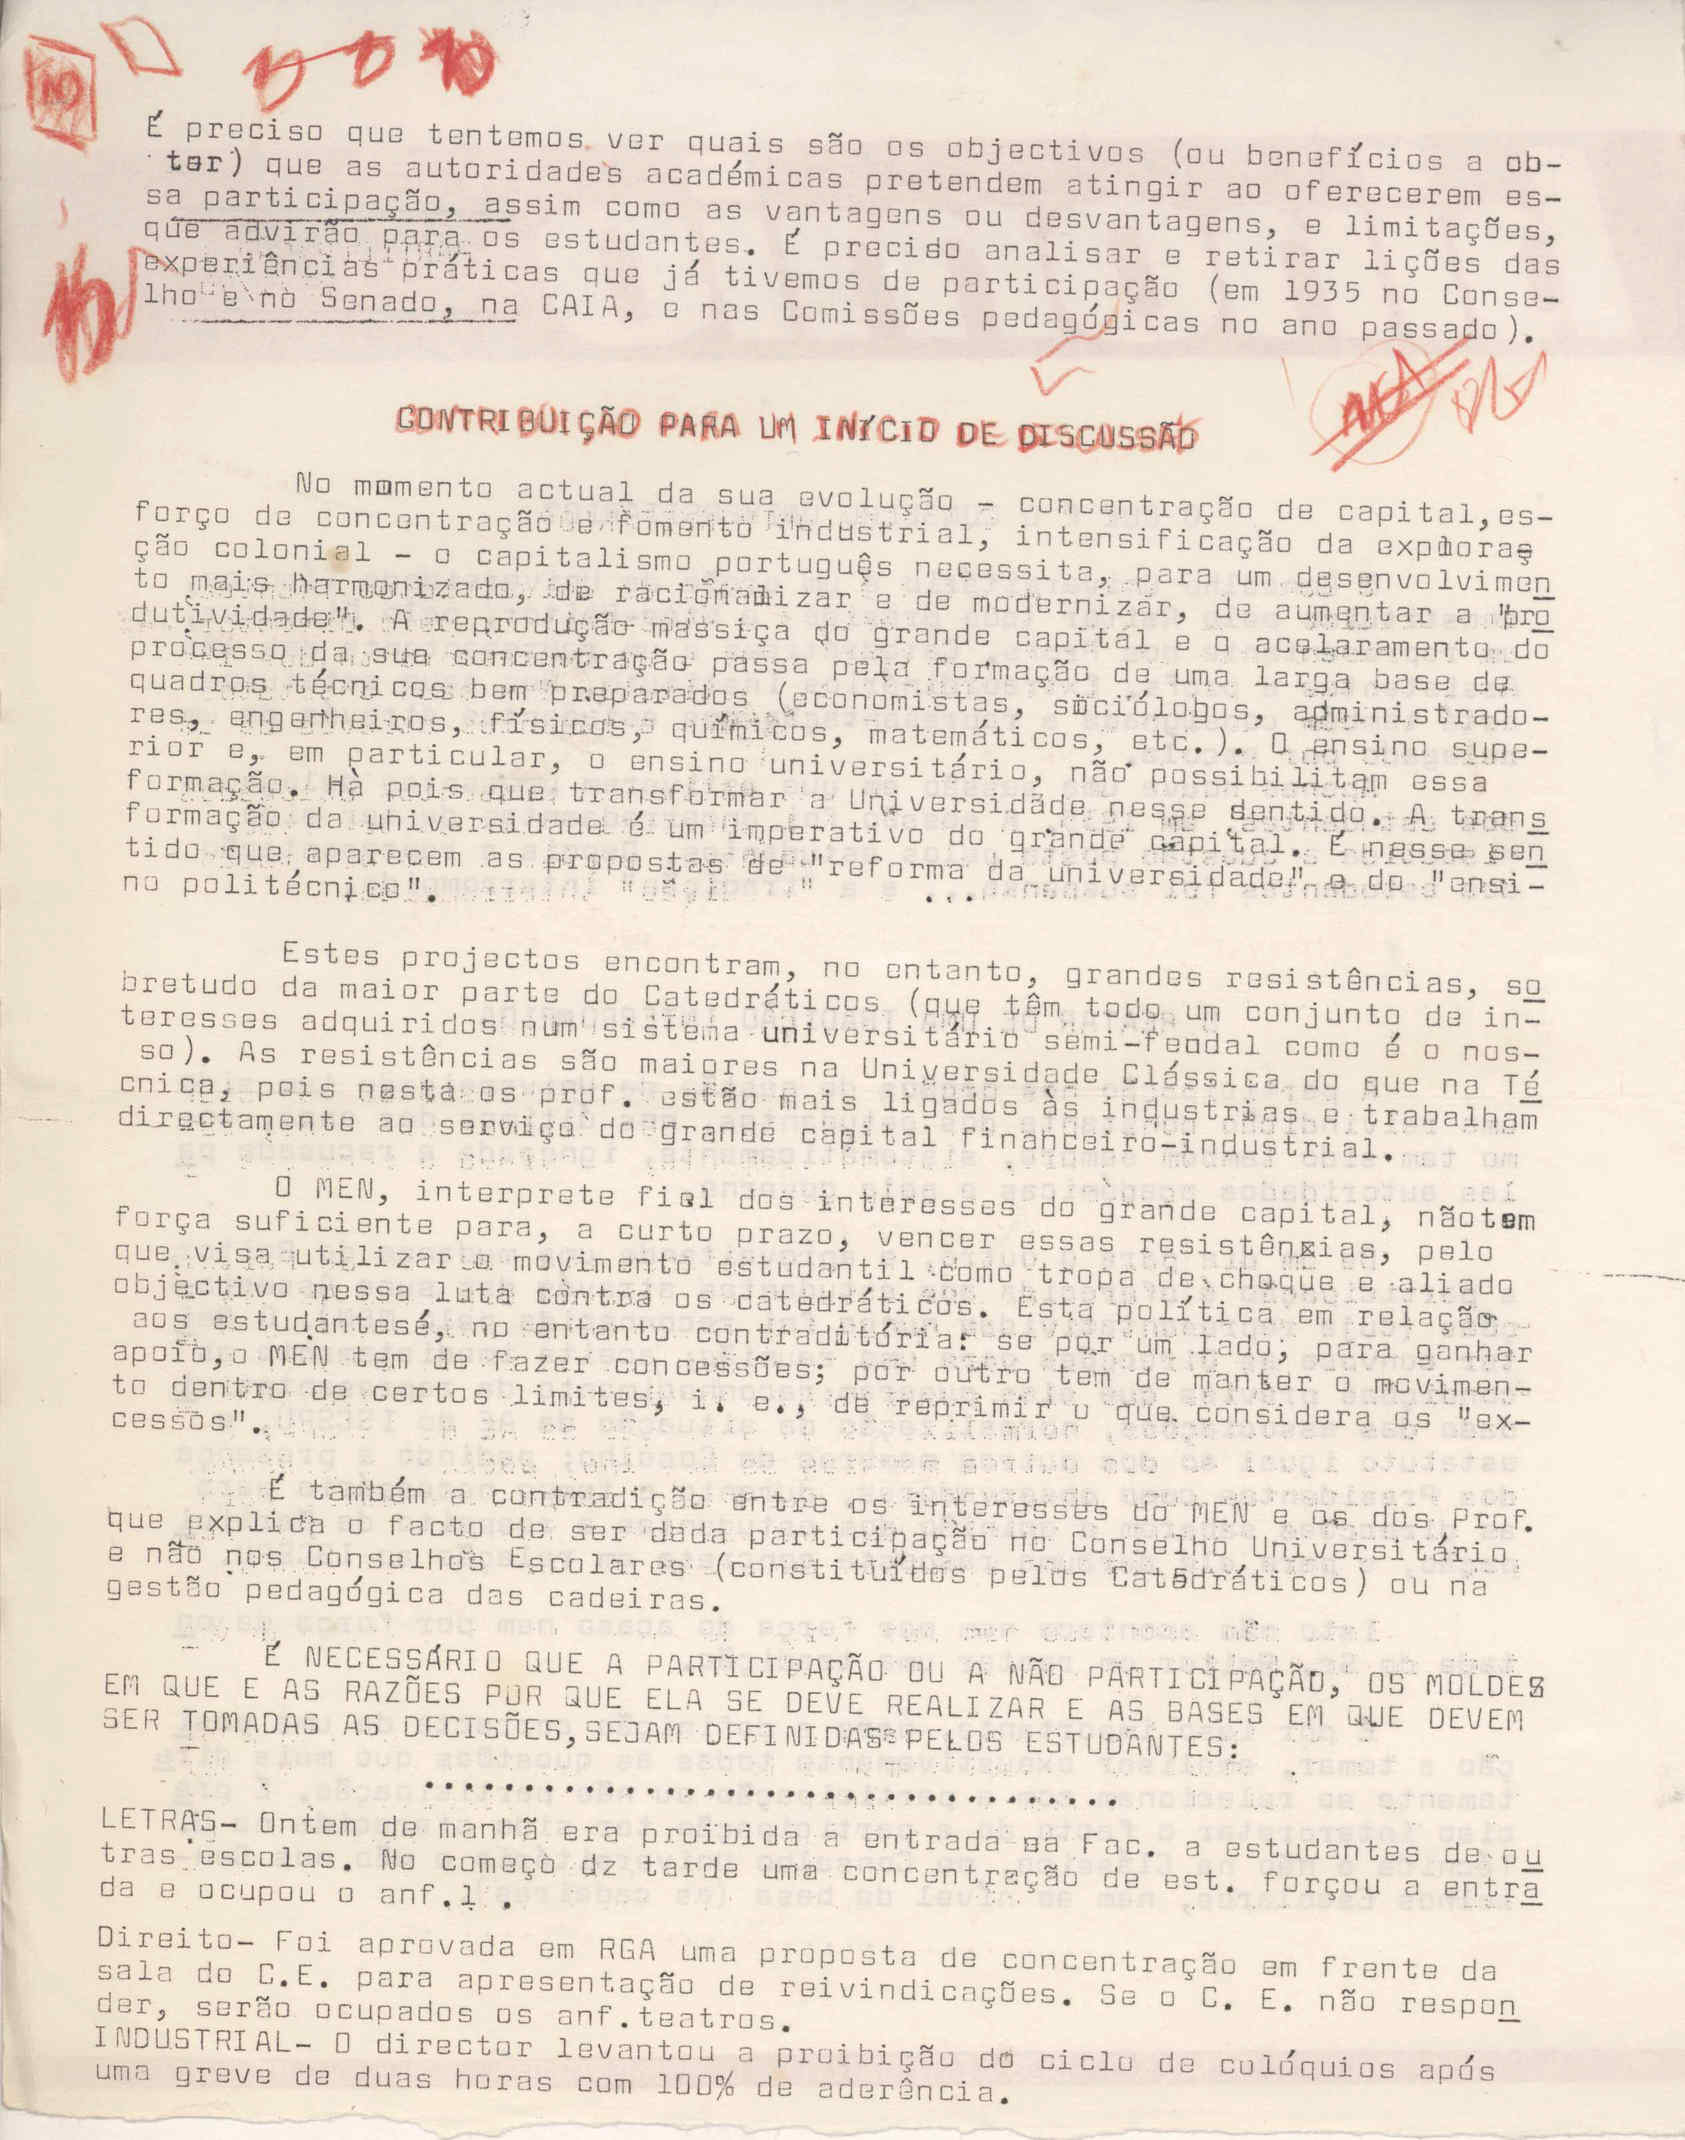 É preciso que tentemos ver quais são os objectivos (ou benefícios a ob-
ter) que as autoridades académicas pretendem atingir ao oferecerem es-
sa participação, assim como as vantagens ou desvantagens, e limitações,
que advirão para os estudantes. É preciso analisar e retirar lições das
experiências práticas que já tivemos de participação (em 1935 no Conse-
lho e no Senado, na CAIA, e nas Comissões pedagógicas no ano passado).
CONTRIBUIÇÃO PARA UM INÍCIO DE DISCUSSÃO
No momento actual da sua evolução - concentração de capital,es-
forço de concentração e fomento industrial, intensificação da explora
ção colonial - o capitalismo português necessita, para um desenvolvimen
to mais harmonizado, de racionalizar e de modernizar, de aumentar a "pro
dutividade". A reprodução massiça do grande capital e o acelaramento do
processo da sua concentração passa pela formação de uma larga base de
quadros técnicos bem preparados (economistas, sociólogos, administrado-
res, engenheiros, físicos, químicos, matemáticos, etc.). O ensino supe-
rior e, em particular, o ensino universitário, não possibilitam essa
formação. Hà pois que transformar a Universidade nesse sentido. A trans
formação da universidade é um imperativo do grande capital. É nesse sen
tido que aparecem as propostas de "reforma da universidade" e do "ensi-
no politécnico". ...
Estes projectos encontram, no entanto, grandes resistências, so
bretudo da maior parte do Catedráticos (que têm todo um conjunto de in-
teresses adquiridos num sistema universitário semi-feudal como é o nos-
so). As resistências são maiores na Universidade Clássica do que na Té
cnica, pois nesta os prof. estão mais ligados às industrias e trabalham
directamente ao serviço do grande capital financeiro-industrial.
O MEN, interprete fiel dos interesses do grande capital, nãotem
força suficiente para, a curto prazo, vencer essas resistências, pelo
que visa utilizar o movimento estudantil como tropa de choque e aliado
objectivo nessa luta contra os catedráticos. Esta política em relação
aos estudantesé, no entanto contraditória: se por um lado; para ganhar
apoio,o MEN tem de fazer concessões; por outro tem de manter o movimen-
to dentro de certos limites, i. e., de reprimir o que considera os "ex-
cessos".
É também a contradição entre os interesses do MEN e os dos Prof.
que explica o facto de ser dada participação no Conselho Universitário
e não nos Conselhos Escolares (constituídos pelos Catedráticos) ou na
gestão pedagógica das cadeiras.
É NECESSÁRIO QUE A PARTICIPAÇÃO OU A NÃO PARTICIPAÇÃO, OS MOLDES
EM QUE E AS RAZÕES POR QUE ELA SE DEVE REALIZAR E AS BASES EM QUE DEVEM
SER TOMADAS AS DECISÕES,SEJAM DEFINIDAS PELOS ESTUDANTES:
...................................
LETRAS- Ontem de manhã era proibida a entrada na Fac. a estudantes de ou
tras escolas. No começo dz tarde uma concentração de est. forçou a entra
da e ocupou o anf.1 .
Direito- Foi aprovada em RGA uma proposta de concentração em frente da
sala do C.E. para apresentação de reivindicações. Se o C. E. não respon
der, serão ocupados os anf.teatros.
INDUSTRIAL- O director levantou a proibição do ciclo de colóquios após
uma greve de duas horas com 100% de aderência.